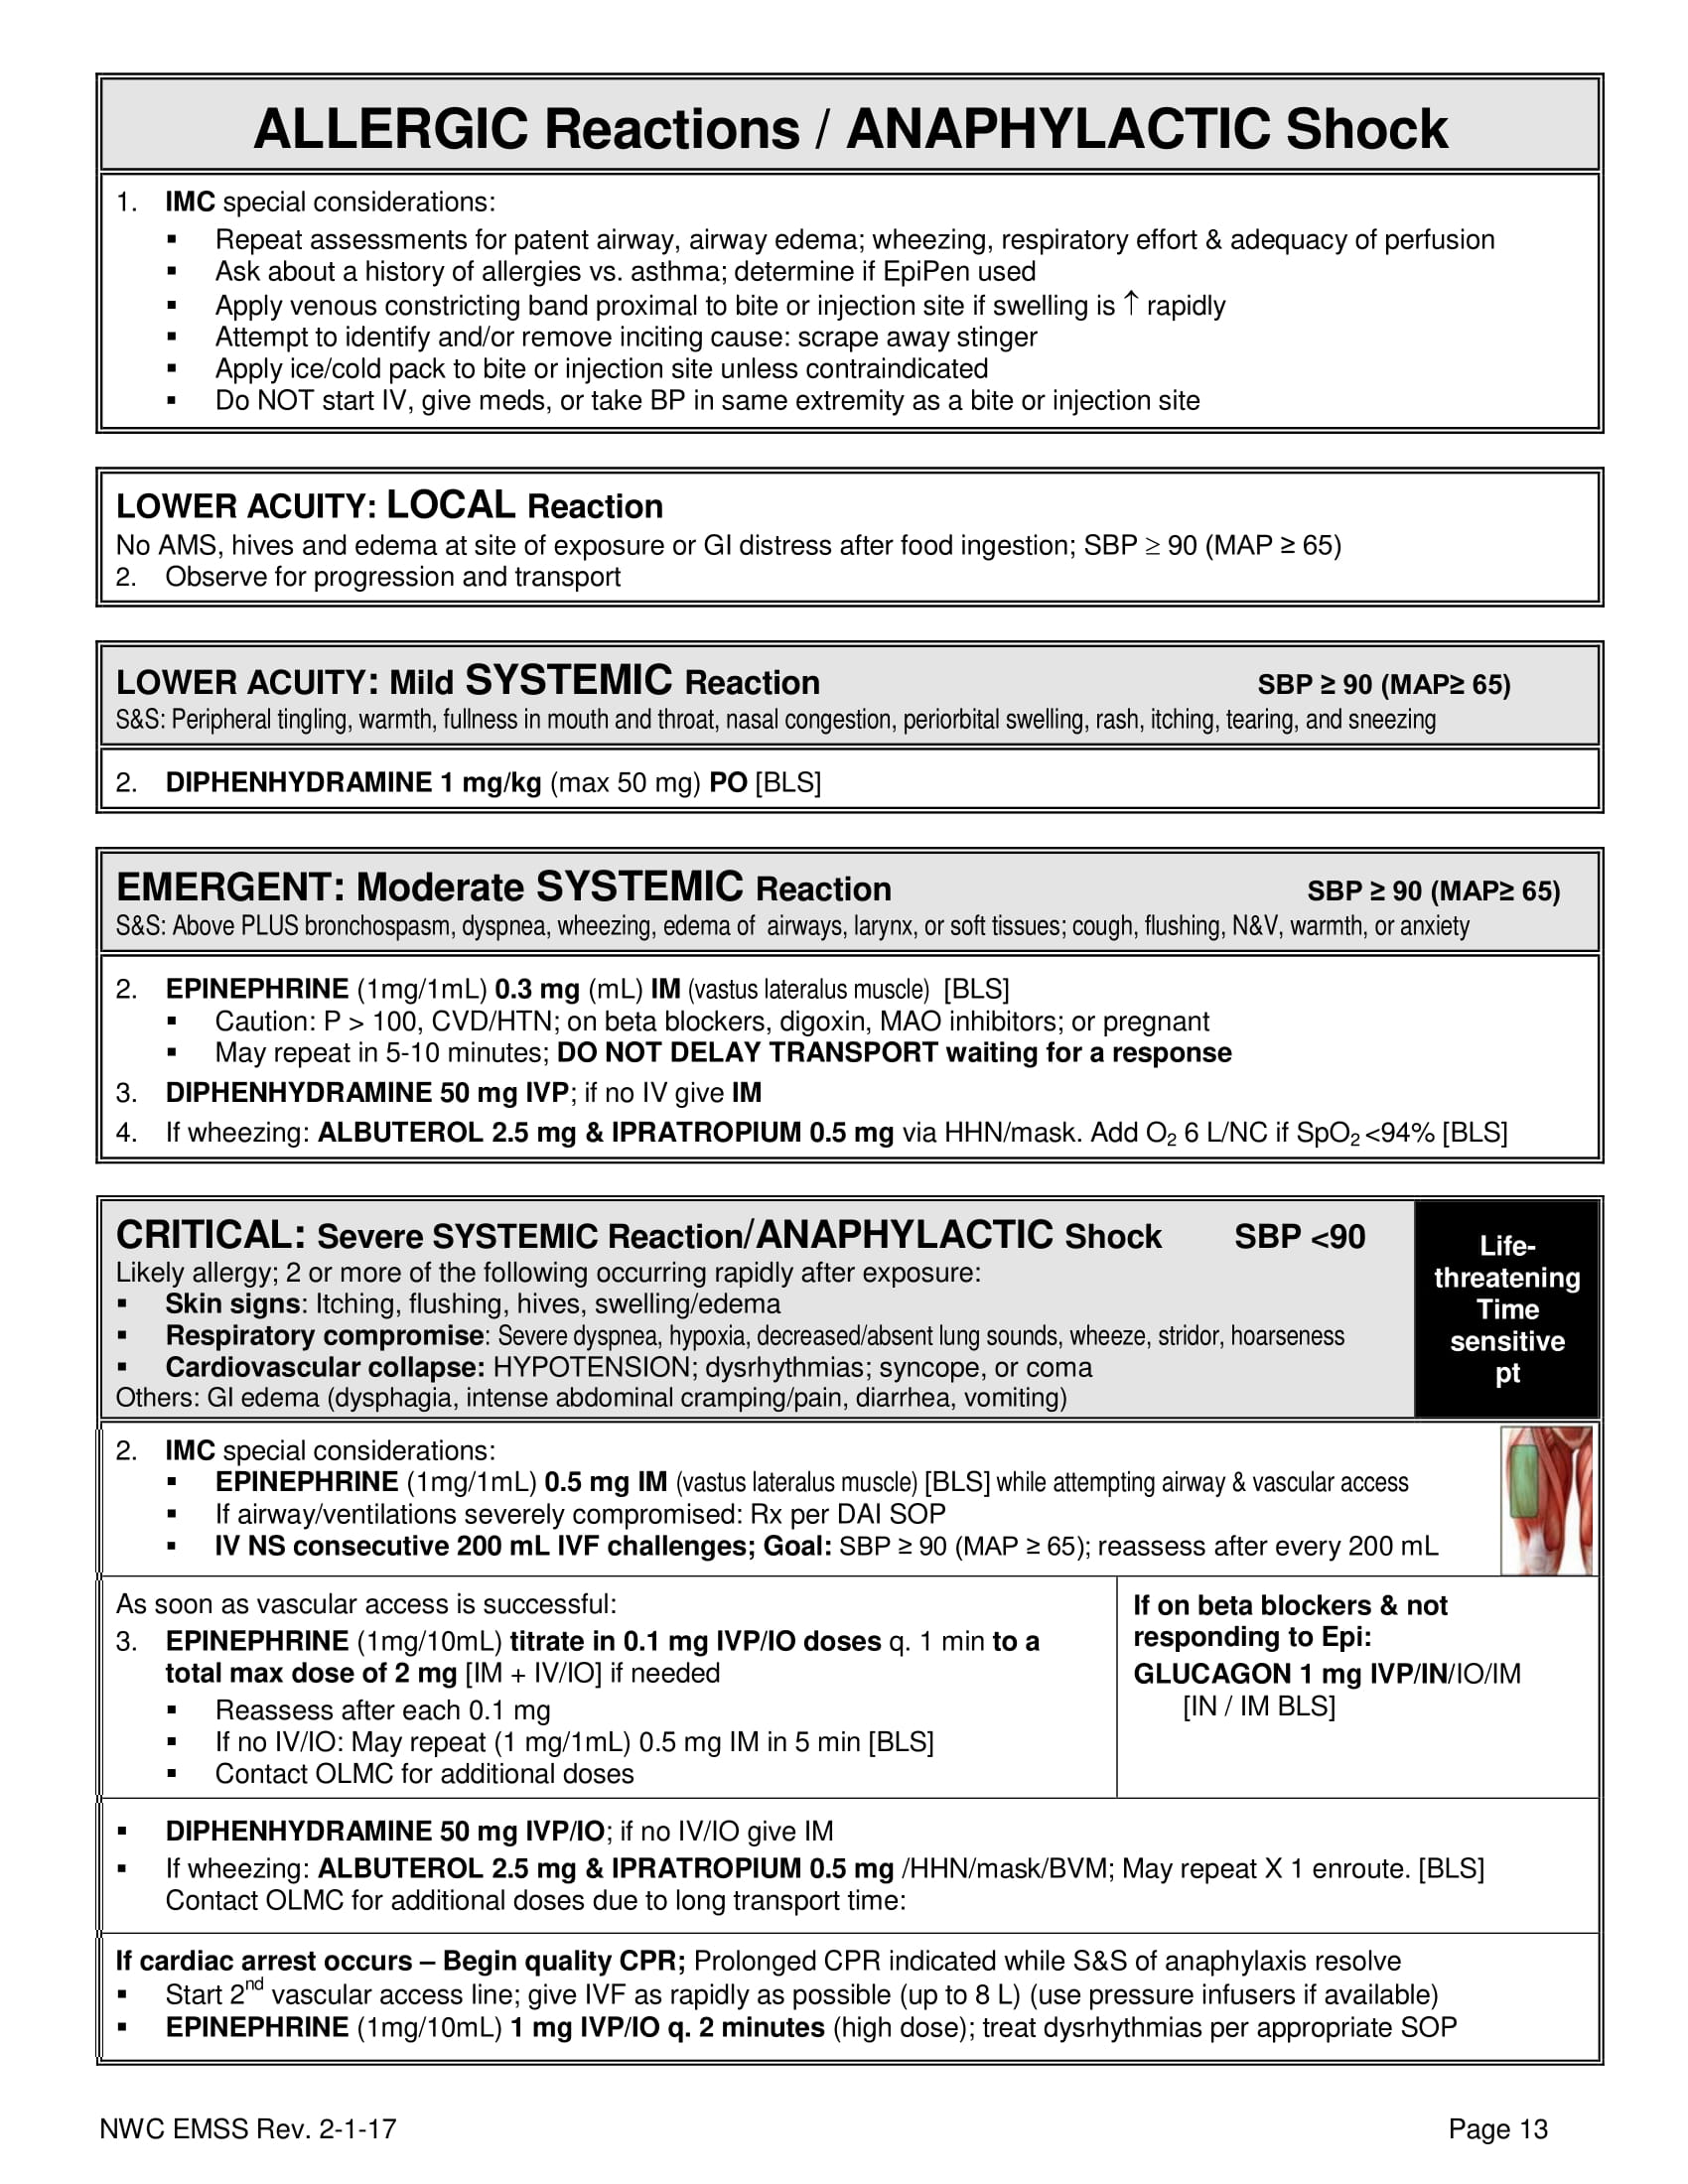 ALLERGIC Reactions / ANAPHYLACTIC Shock
1. IMC special considerations:
▪ Repeat assessments for patent airway, airway edema; wheezing, respiratory effort & adequacy of perfusion
▪ Ask about a history of allergies vs. asthma; determine if EpiPen used
▪ Apply venous constricting band proximal to bite or injection site if swelling is ↑ rapidly
▪ Attempt to identify and/or remove inciting cause: scrape away stinger
▪ Apply ice/cold pack to bite or injection site unless contraindicated
▪ Do NOT start IV, give meds, or take BP in same extremity as a bite or injection site
LOWER ACUITY: LOCAL Reaction
No AMS, hives and edema at site of exposure or GI distress after food ingestion; SBP ≥ 90 (MAP ≥ 65)
2. Observe for progression and transport
LOWER ACUITY: Mild SYSTEMIC Reaction SBP ≥ 90 (MAP≥ 65)
S&S: Peripheral tingling, warmth, fullness in mouth and throat, nasal congestion, periorbital swelling, rash, itching, tearing, and sneezing
2. DIPHENHYDRAMINE 1 mg/kg (max 50 mg) PO [BLS]
EMERGENT: Moderate SYSTEMIC Reaction SBP ≥ 90 (MAP≥ 65)
S&S: Above PLUS bronchospasm, dyspnea, wheezing, edema of airways, larynx, or soft tissues; cough, flushing, N&V, warmth, or anxiety
2. EPINEPHRINE (1mg/1mL) 0.3 mg (mL) IM (vastus lateralus muscle) [BLS]
▪ Caution: P > 100, CVD/HTN; on beta blockers, digoxin, MAO inhibitors; or pregnant
▪ May repeat in 5-10 minutes; DO NOT DELAY TRANSPORT waiting for a response
3. DIPHENHYDRAMINE 50 mg IVP; if no IV give IM
4. If wheezing: ALBUTEROL 2.5 mg & IPRATROPIUM 0.5 mg via HHN/mask. Add O₂ 6 L/NC if SpO₂ <94% [BLS]
CRITICAL: Severe SYSTEMIC Reaction/ANAPHYLACTIC Shock SBP <90
Likely allergy; 2 or more of the following occurring rapidly after exposure:
▪ Skin signs: Itching, flushing, hives, swelling/edema
▪ Respiratory compromise: Severe dyspnea, hypoxia, decreased/absent lung sounds, wheeze, stridor, hoarseness
▪ Cardiovascular collapse: HYPOTENSION; dysrhythmias; syncope, or coma
Others: GI edema (dysphagia, intense abdominal cramping/pain, diarrhea, vomiting)
Life-
threatening
Time
sensitive
pt
2. IMC special considerations:
▪ EPINEPHRINE (1mg/1mL) 0.5 mg IM (vastus lateralus muscle) [BLS] while attempting airway & vascular access
▪ If airway/ventilations severely compromised: Rx per DAI SOP
▪ IV NS consecutive 200 mL IVF challenges; Goal: SBP ≥ 90 (MAP ≥ 65); reassess after every 200 mL
As soon as vascular access is successful:
3. EPINEPHRINE (1mg/10mL) titrate in 0.1 mg IVP/IO doses q. 1 min to a
total max dose of 2 mg [IM + IV/IO] if needed
▪ Reassess after each 0.1 mg
▪ If no IV/IO: May repeat (1 mg/1mL) 0.5 mg IM in 5 min [BLS]
▪ Contact OLMC for additional doses
If on beta blockers & not
responding to Epi:
GLUCAGON 1 mg IVP/IN/IO/IM
[IN / IM BLS]
▪ DIPHENHYDRAMINE 50 mg IVP/IO; if no IV/IO give IM
▪ If wheezing: ALBUTEROL 2.5 mg & IPRATROPIUM 0.5 mg /HHN/mask/BVM; May repeat X 1 enroute. [BLS]
Contact OLMC for additional doses due to long transport time:
If cardiac arrest occurs – Begin quality CPR; Prolonged CPR indicated while S&S of anaphylaxis resolve
▪ Start 2nd vascular access line; give IVF as rapidly as possible (up to 8 L) (use pressure infusers if available)
▪ EPINEPHRINE (1mg/10mL) 1 mg IVP/IO q. 2 minutes (high dose); treat dysrhythmias per appropriate SOP
NWC EMSS Rev. 2-1-17 Page 13